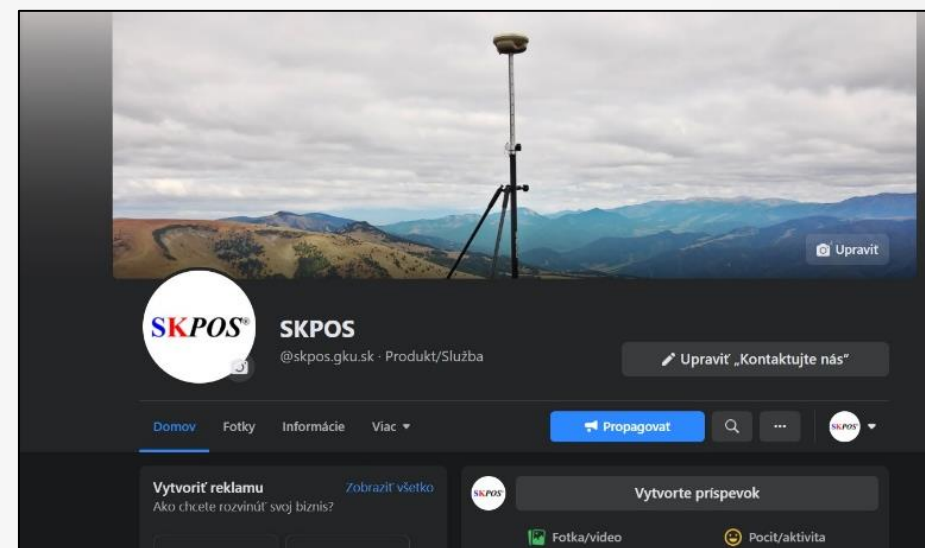 Upraviť
SKPOS®
SKPOS
@skpos.gku.sk · Produkt/Služba
Upraviť „Kontaktujte nás“
Domov
Fotky
Informácie
Viac
Propagovať
SKPOS
Vytvoriť reklamu
Zobraziť všetko
Ako chcete rozvinúť svoj biznis?
SKPOS
Vytvorte príspevok
Fotka/video
Pocit/aktivita